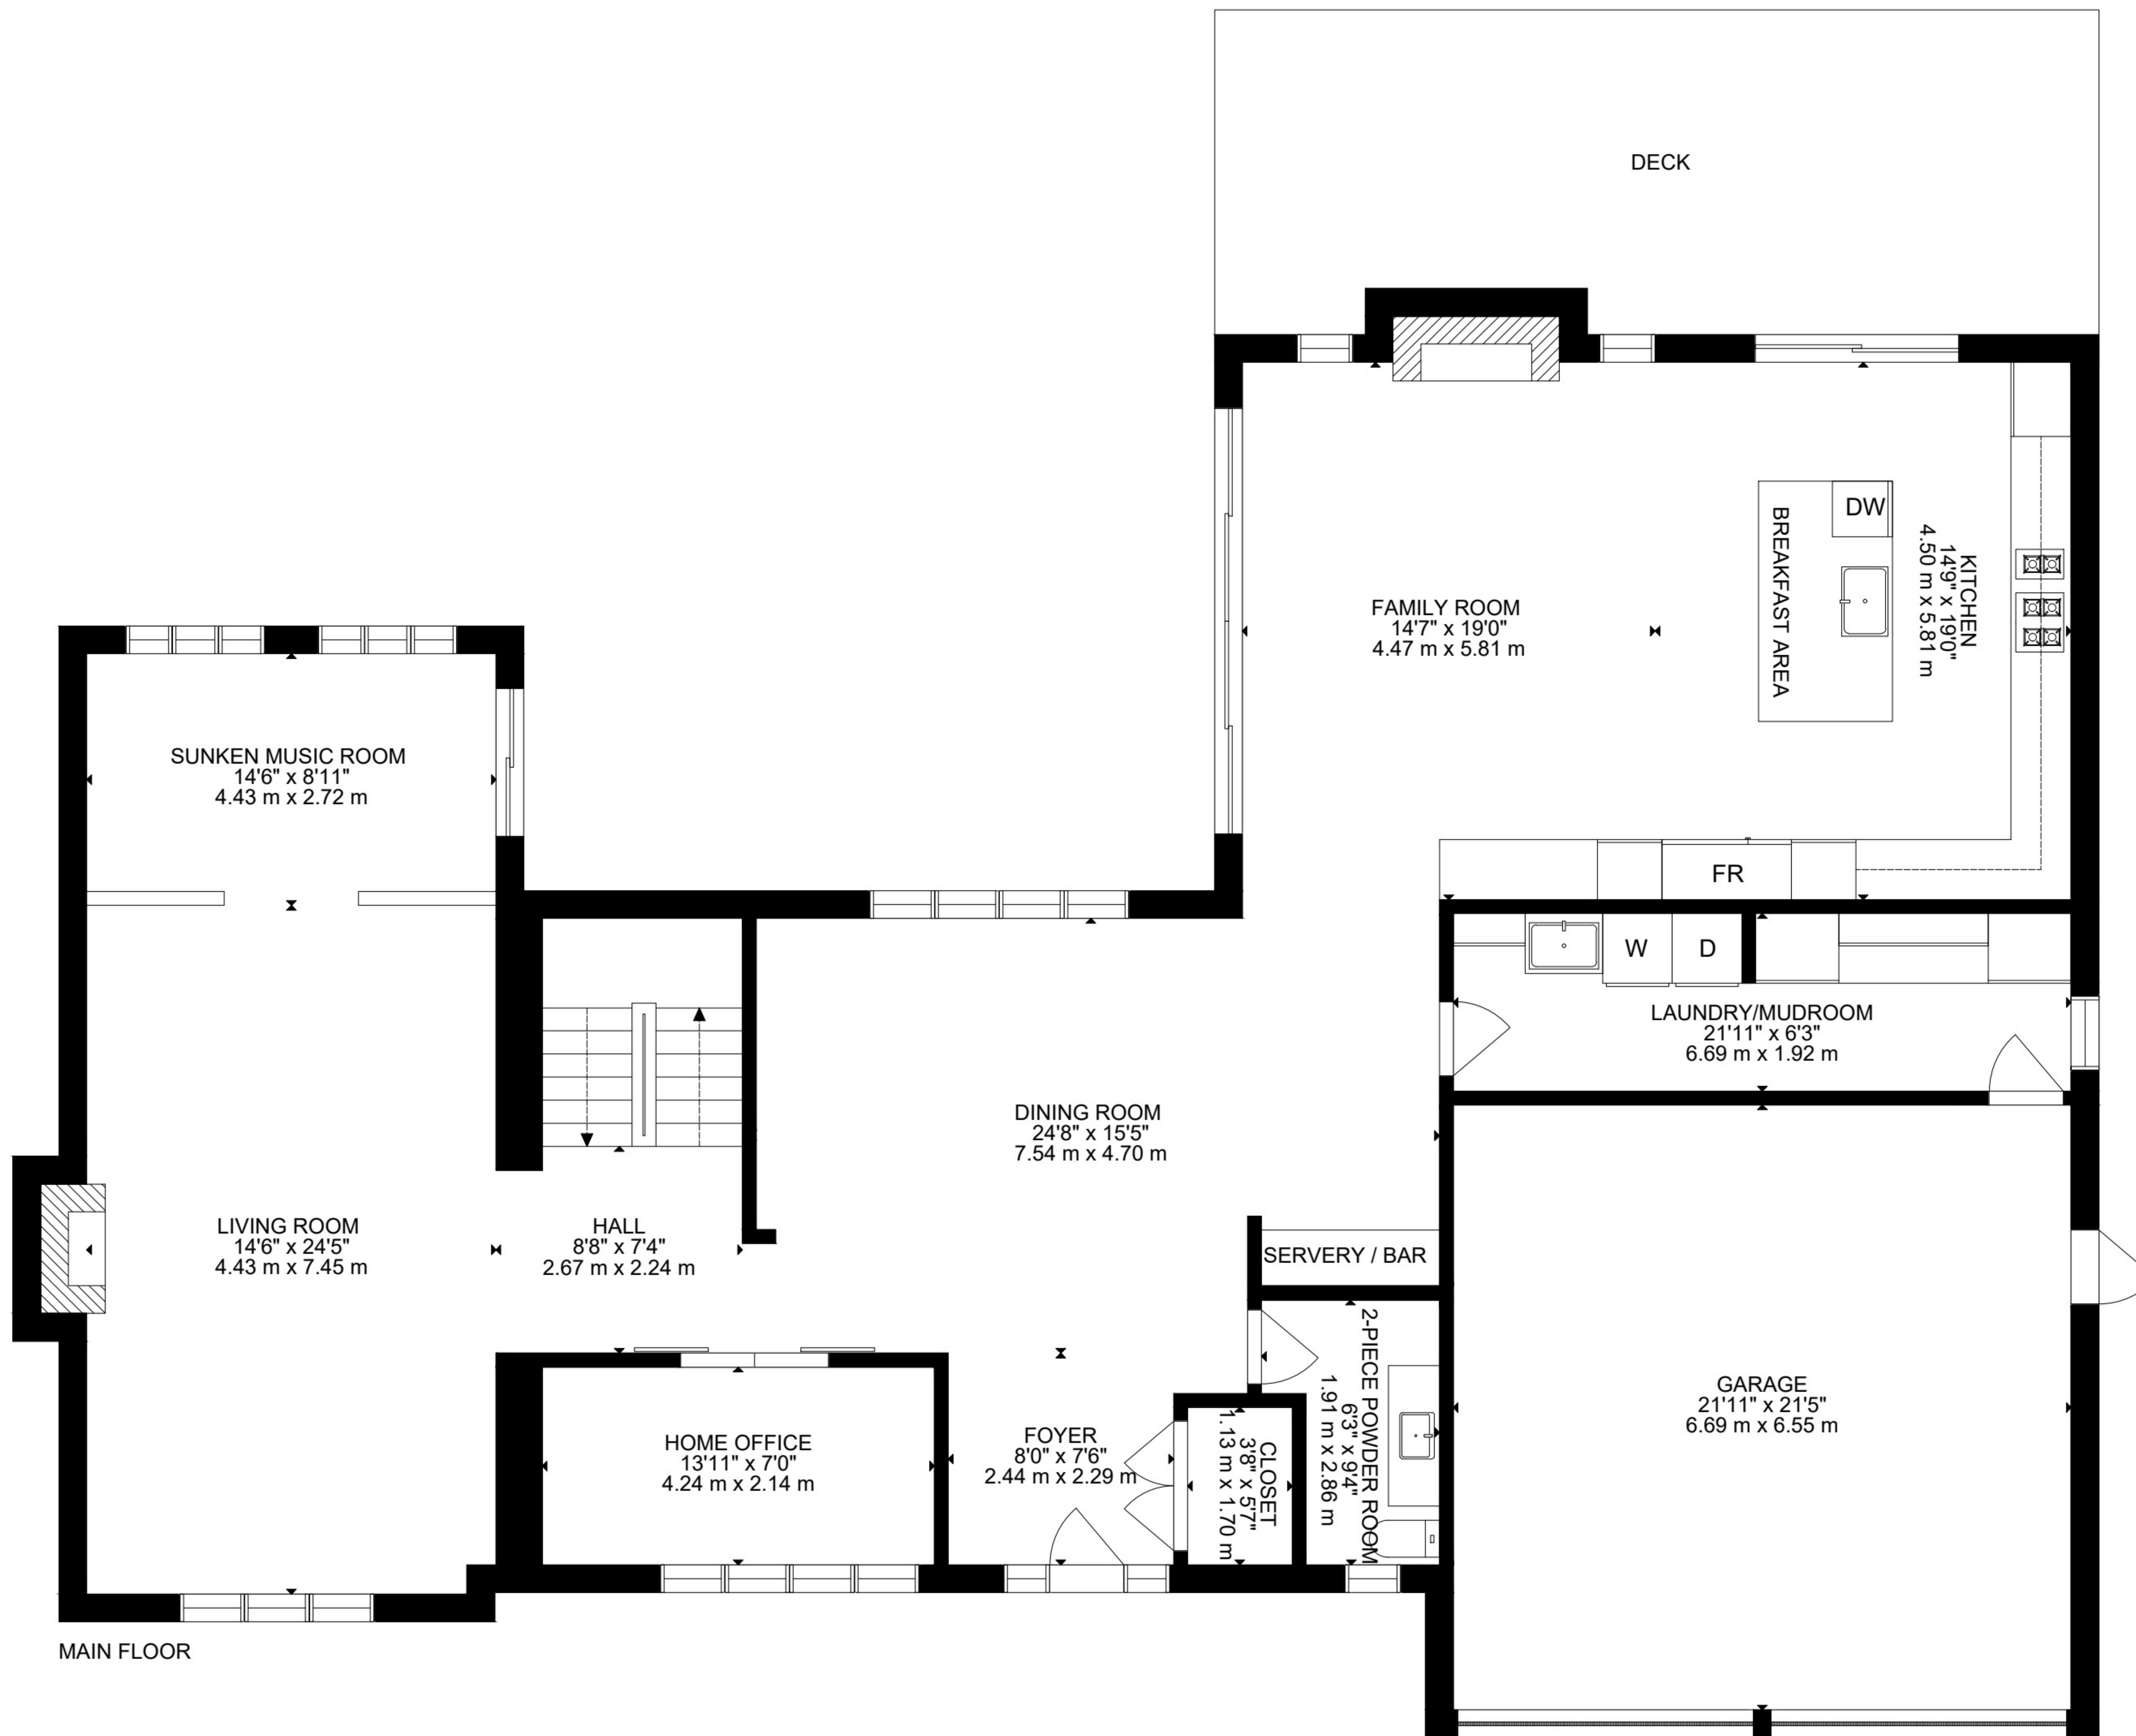 DECK
FAMILY ROOM
14'7" x 19'0"
4.47 m x 5.81 m
BREAKFAST AREA
DW
KITCHEN
14'9" x 19'0"
4.50 m x 5.81 m
FR
SUNKEN MUSIC ROOM
14'6" x 8'11"
4.43 m x 2.72 m
W
D
LAUNDRY/MUDROOM
21'11" x 6'3"
6.69 m x 1.92 m
DINING ROOM
24'8" x 15'5"
7.54 m x 4.70 m
LIVING ROOM
14'6" x 24'5"
4.43 m x 7.45 m
HALL
8'8" x 7'4"
2.67 m x 2.24 m
SERVERY / BAR
2-PIECE POWDER ROOM
6'3" x 9'4"
1.91 m x 2.86 m
GARAGE
21'11" x 21'5"
6.69 m x 6.55 m
HOME OFFICE
13'11" x 7'0"
4.24 m x 2.14 m
FOYER
8'0" x 7'6"
2.44 m x 2.29 m
CLOSET
3'8" x 5'7"
1.13 m x 1.70 m
MAIN FLOOR